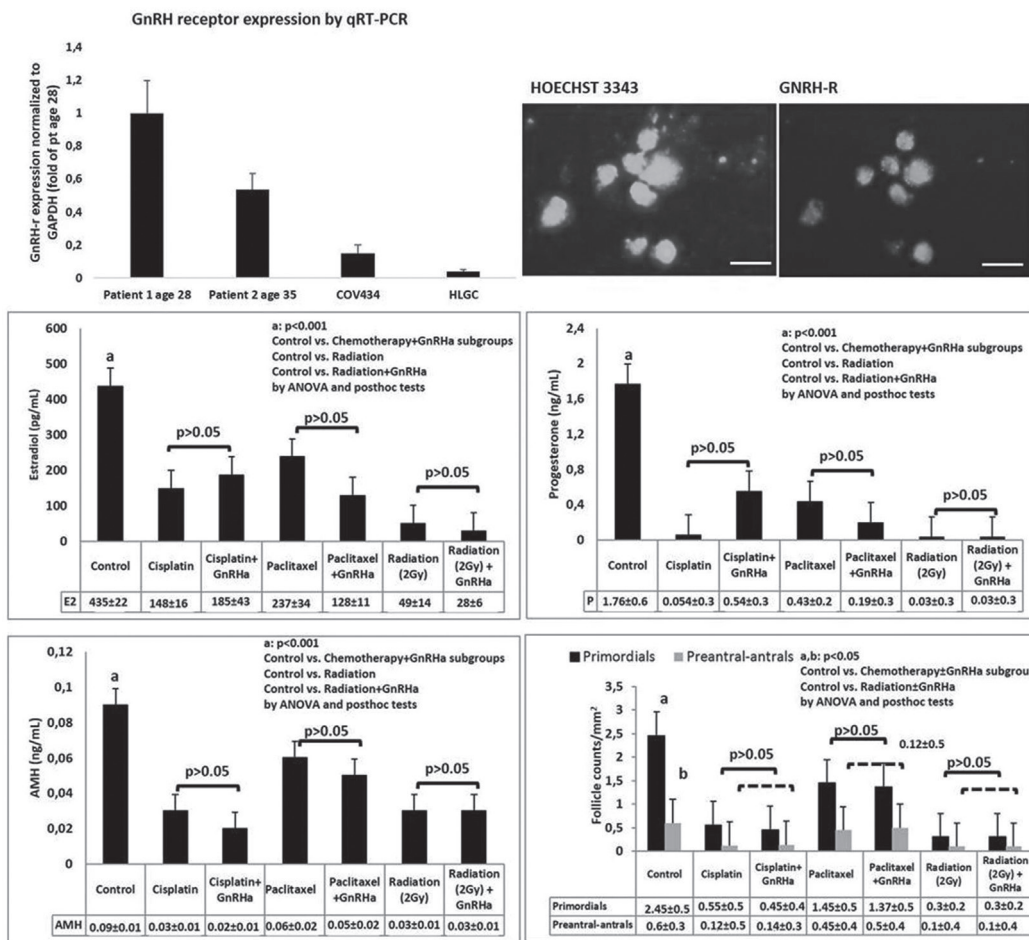 GnRH receptor expression by qRT-PCR
GnRH-r expression normalized to
GAPDH (fold of pt age 28)
1,4
1,2
1
0,8
0,6
0,4
0,2
0
Patient 1 age 28
Patient 2 age 35
COV434
HLGC
HOECHST 3343
GNRH-R
Estradiol (pg/mL)
600
500
400
300
200
100
0
a
a: p<0.001
Control vs. Chemotherapy+GnRHa subgroups
Control vs. Radiation
Control vs. Radiation+GnRHa
by ANOVA and posthoc tests
p>0.05
p>0.05
p>0.05
Control
Cisplatin
Cisplatin+
GnRHa
Paclitaxel
Paclitaxel
+GnRHa
Radiation
(2Gy)
Radiation
(2Gy) +
GnRHa
E2 435±22 148±16 185±43 237±34 128±11 49±14 28±6
Progesterone (ng/mL)
2,4
2
1,6
1,2
0,8
0,4
0
a
a: p<0.001
Control vs. Chemotherapy+GnRHa subgroups
Control vs. Radiation
Control vs. Radiation+GnRHa
by ANOVA and posthoc tests
p>0.05
p>0.05
p>0.05
Control
Cisplatin
Cisplatin+
GnRHa
Paclitaxel
Paclitaxel
+GnRHa
Radiation
(2Gy)
Radiation
(2Gy) +
GnRHa
P 1.76±0.6 0.054±0.3 0.54±0.3 0.43±0.2 0.19±0.3 0.03±0.3 0.03±0.3
AMH (ng/mL)
0,12
0,1
0,08
0,06
0,04
0,02
0
a
a: p<0.001
Control vs. Chemotherapy+GnRHa subgroups
Control vs. Radiation
Control vs. Radiation+GnRHa
by ANOVA and posthoc tests
p>0.05
p>0.05
p>0.05
Control
Cisplatin
Cisplatin+
GnRHa
Paclitaxel
Paclitaxel
+GnRHa
Radiation
(2Gy)
Radiation
(2Gy) +
GnRHa
AMH 0.09±0.01 0.03±0.01 0.02±0.01 0.06±0.02 0.05±0.02 0.03±0.01 0.03±0.01
Primordials Preantral-antrals
a,b: p<0.05
Control vs. Chemotherapy±GnRHa subgrou
Control vs. Radiation±GnRHa
by ANOVA and posthoc tests
Follicle counts/mm2
3,5
3
2,5
2
1,5
1
0,5
0
a
b
p>0.05
p>0.05
0.12±0.5
p>0.05
Control
Cisplatin
Cisplatin+
GnRHa
Paclitaxel
Paclitaxel
+GnRHa
Radiation
(2Gy)
Radiation
(2Gy) +
GnRHa
Primordials 2.45±0.5 0.55±0.5 0.45±0.4 1.45±0.5 1.37±0.5 0.3±0.2 0.3±0.2
Preantral-antrals 0.6±0.3 0.12±0.5 0.14±0.3 0.45±0.4 0.5±0.4 0.1±0.4 0.1±0.4